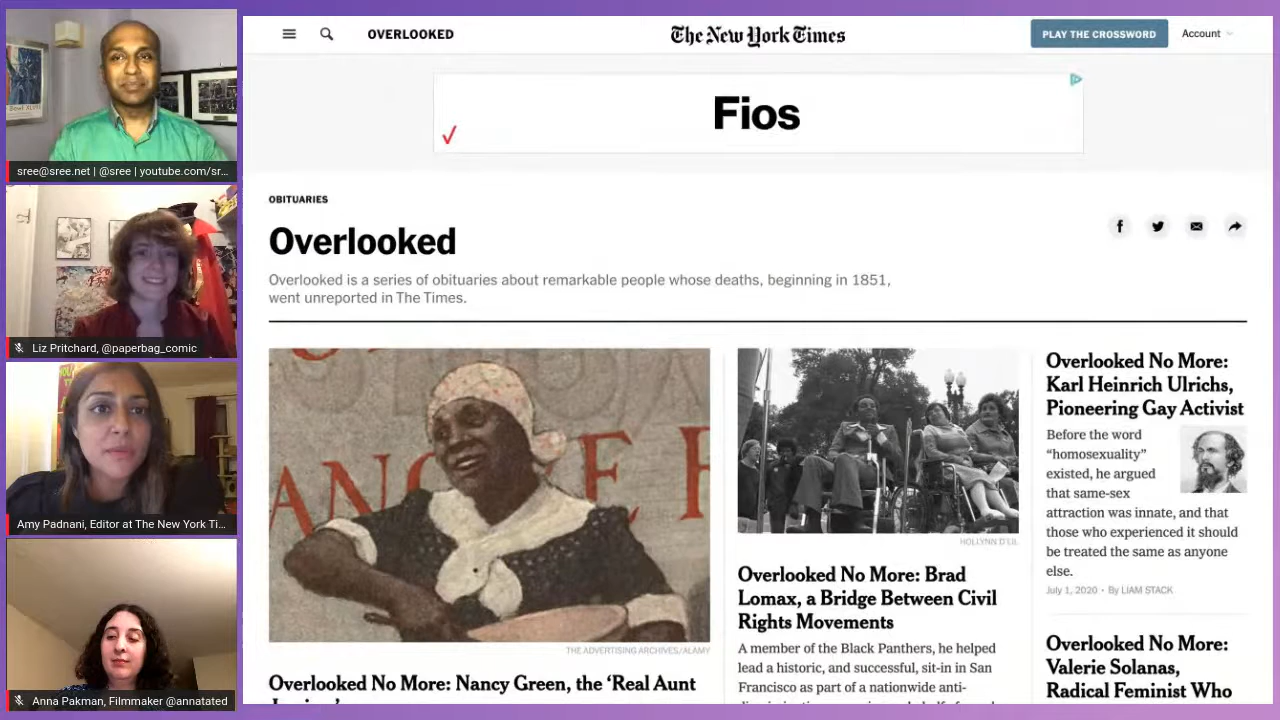 sree@sree.net | @sree | youtube.com/sr...
Liz Pritchard, @paperbag_comic
Amy Padnani, Editor at The New York Ti...
Anna Pakman, Filmmaker @annatated
OVERLOOKED
The New York Times
PLAY THE CROSSWORD
Account
Fios
OBITUARIES
Overlooked
Overlooked is a series of obituaries about remarkable people whose deaths, beginning in 1851,
went unreported in The Times.
THE ADVERTISING ARCHIVES/ALAMY
Overlooked No More: Nancy Green, the ‘Real Aunt
HOLLYNN D'LIL
Overlooked No More: Brad
Lomax, a Bridge Between Civil
Rights Movements
A member of the Black Panthers, he helped
lead a historic, and successful, sit-in in San
Francisco as part of a nationwide anti-
Overlooked No More:
Karl Heinrich Ulrichs,
Pioneering Gay Activist
Before the word
“homosexuality”
existed, he argued
that same-sex
attraction was innate, and that
those who experienced it should
be treated the same as anyone
else.
July 1, 2020 • By LIAM STACK
Overlooked No More:
Valerie Solanas,
Radical Feminist Who